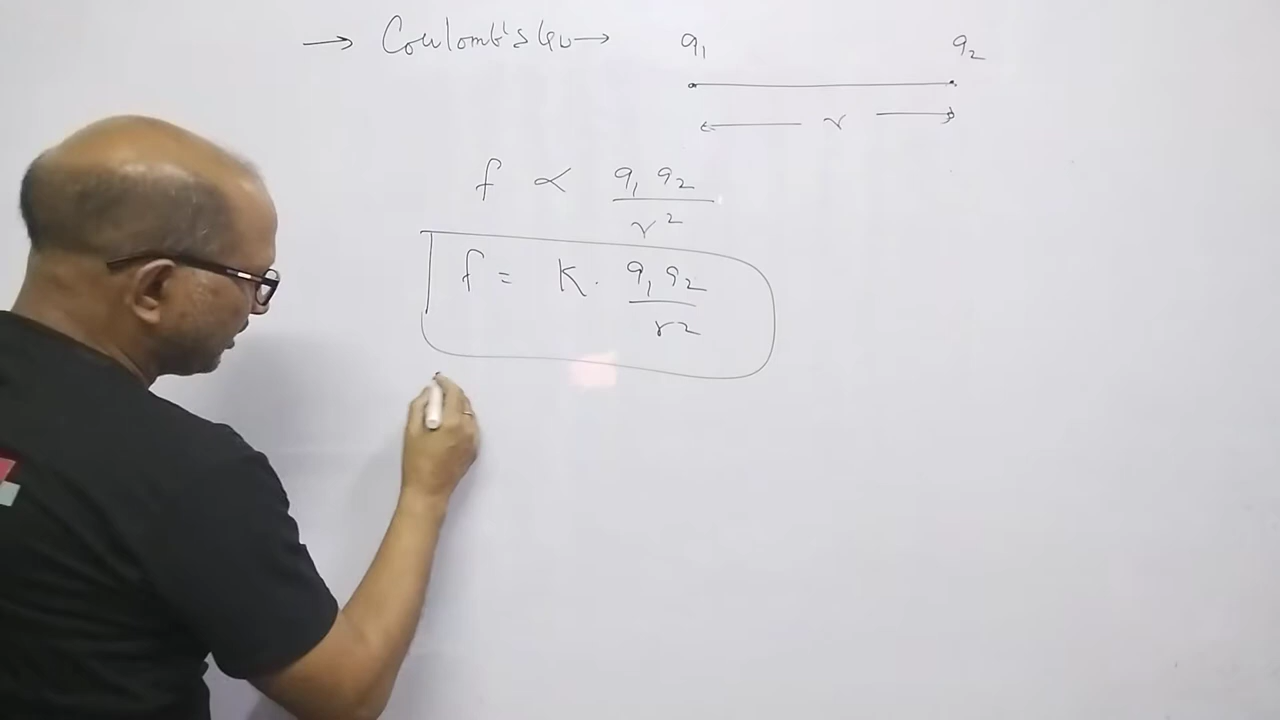 → Coulomb's law →
q₁ q₂
r
f ∝ q₁ q₂ / r²
f = K · q₁ q₂ / r²